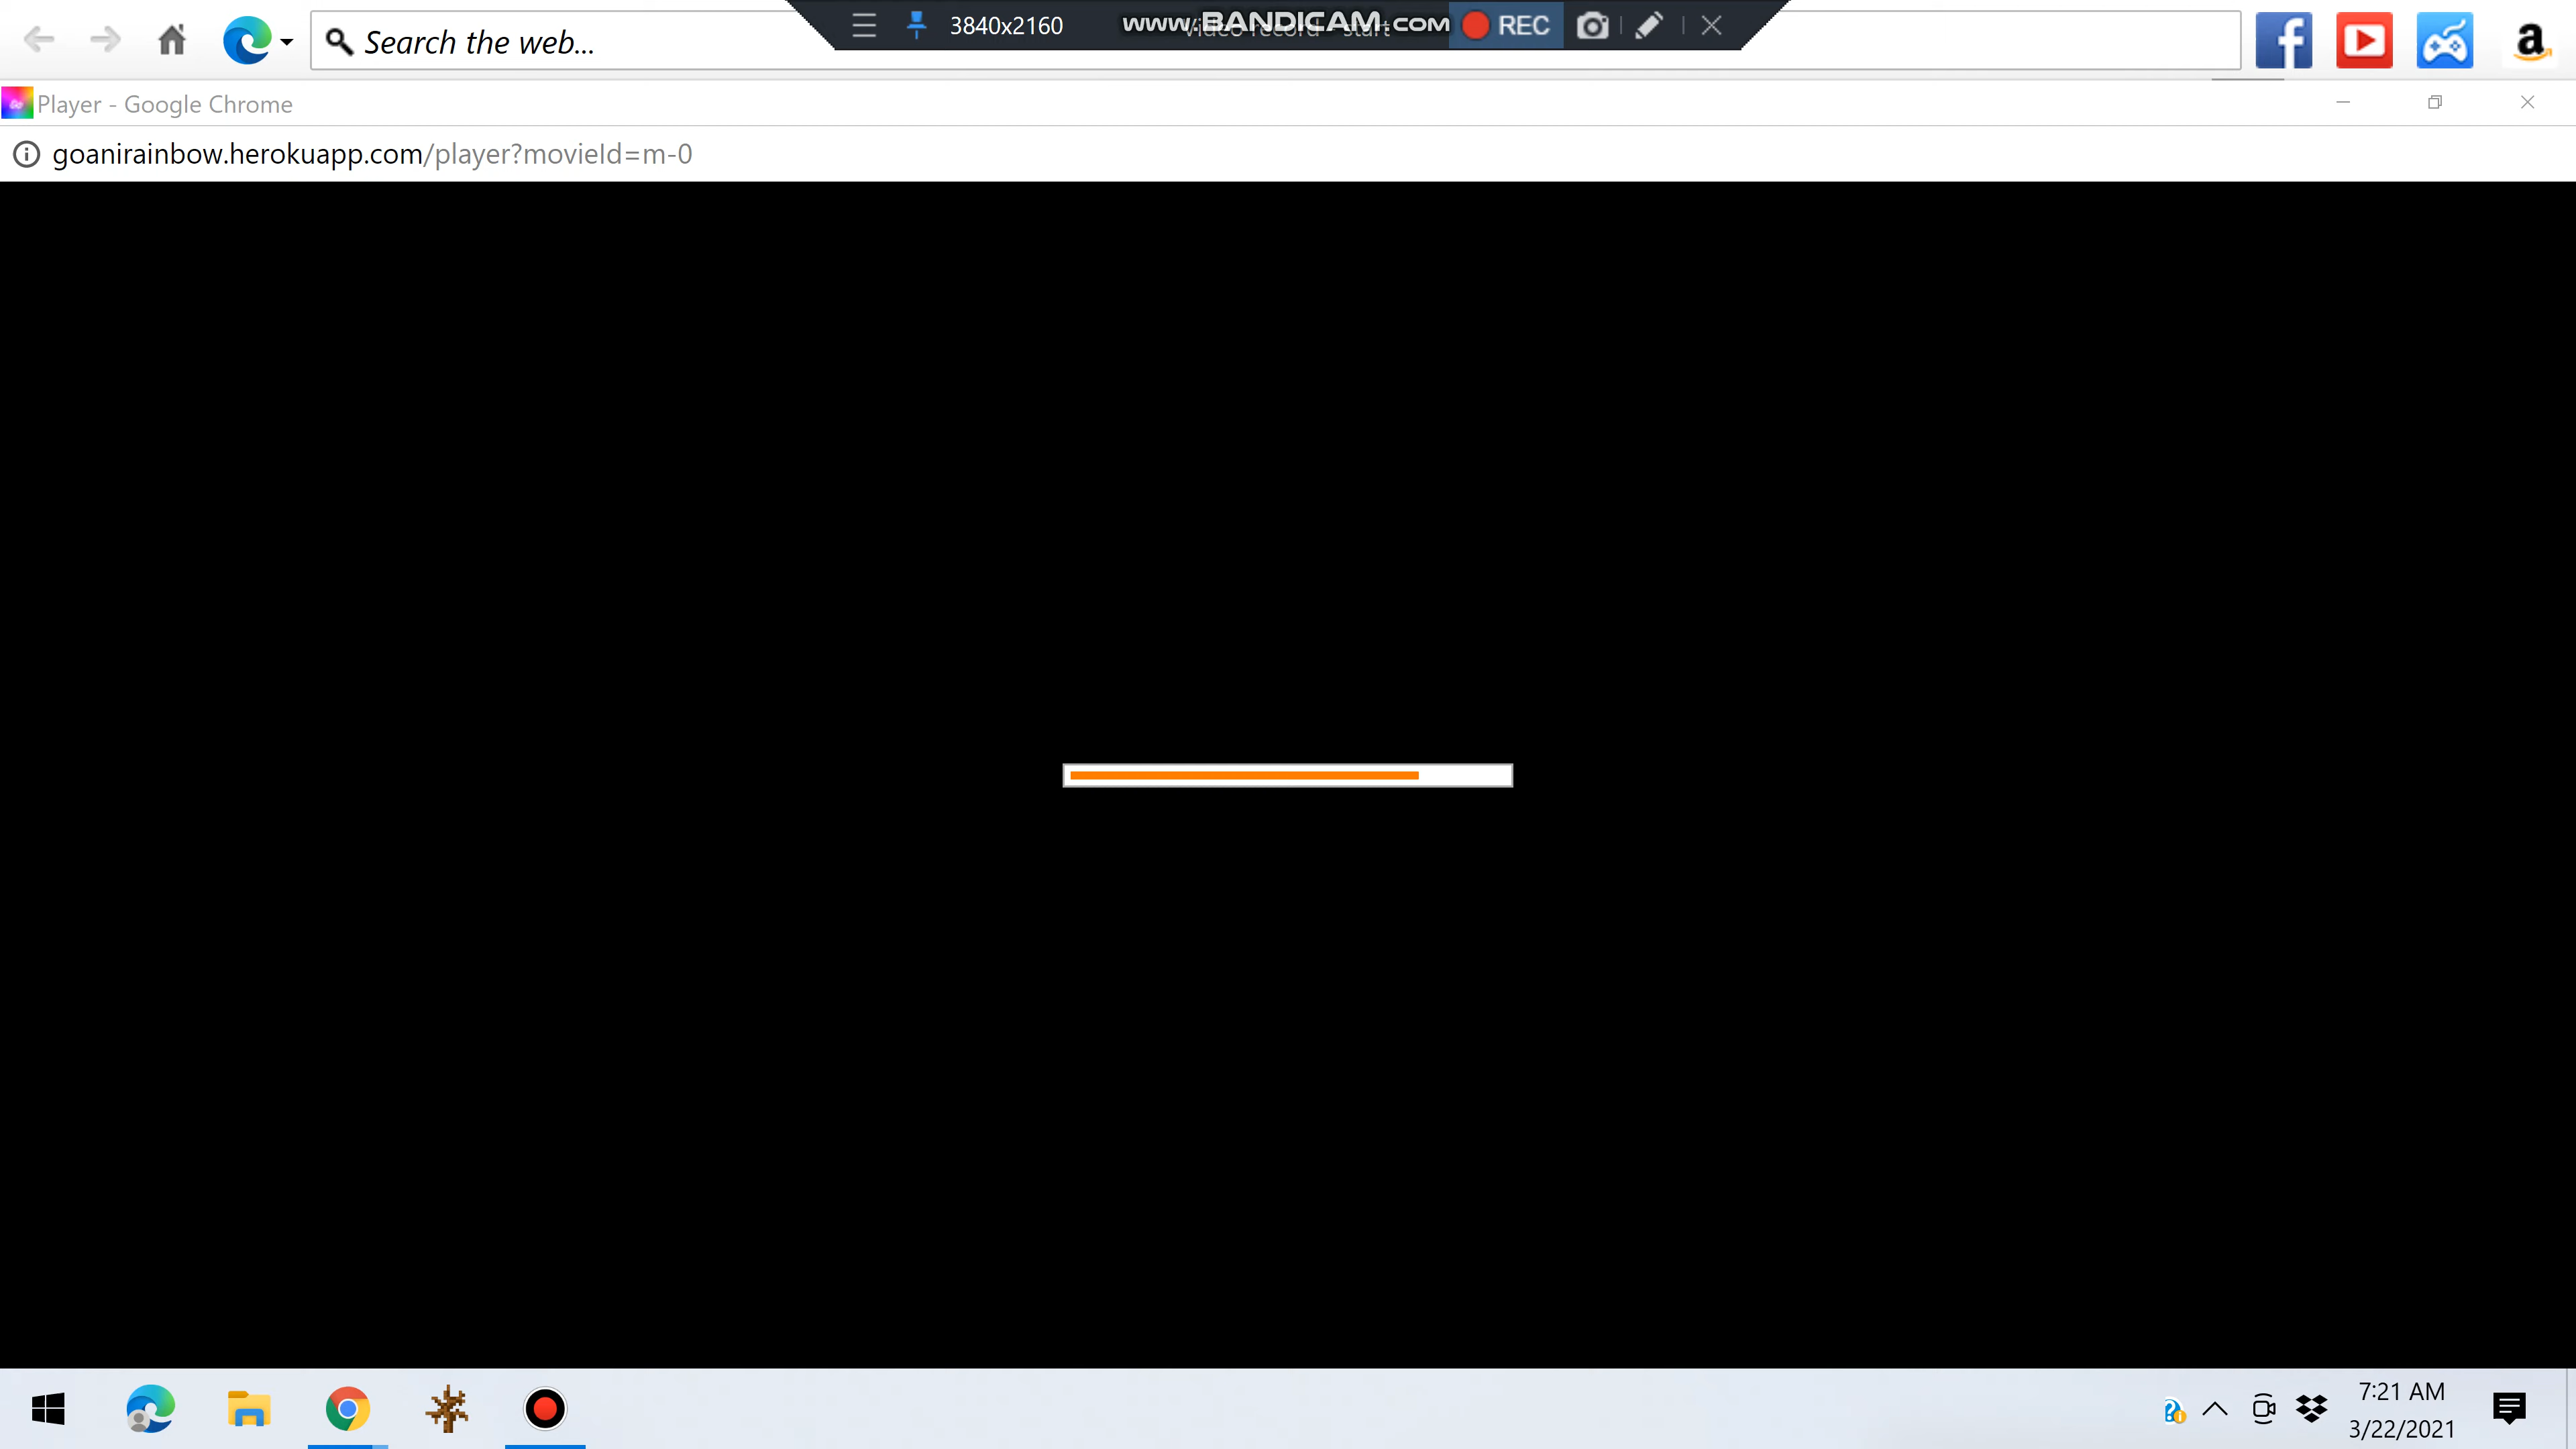 Search the web...
3840x2160
www.BANDICAM.com
REC
a
Player - Google Chrome
goanirainbow.herokuapp.com/player?movieId=m-0
7:21 AM
3/22/2021